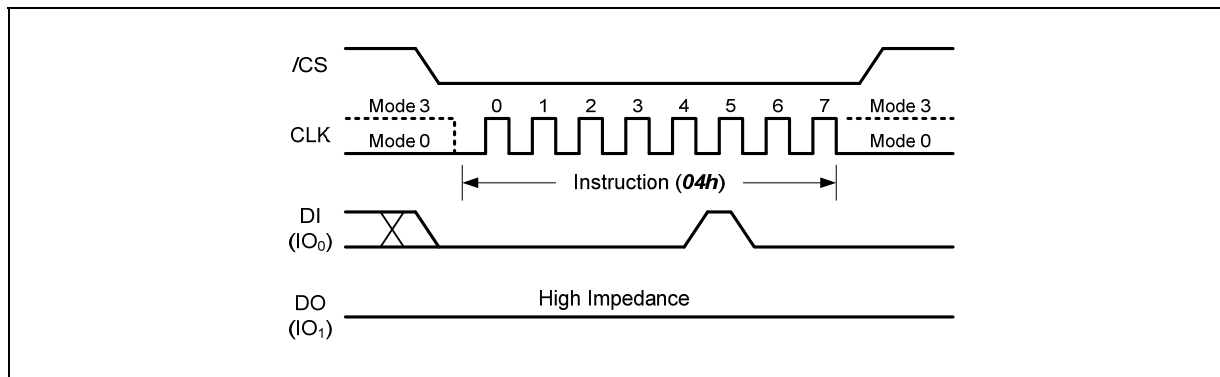 /CS
Mode 3 0 1 2 3 4 5 6 7 Mode 3
CLK
Mode 0 Mode 0
Instruction (04h)
DI
(IO₀)
High Impedance
DO
(IO₁)